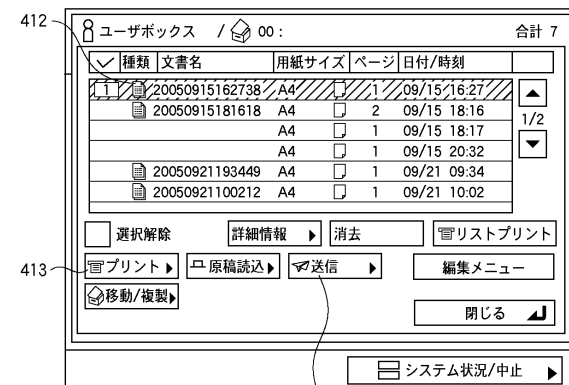 412
ユーザボックス / 00: 合計 7
種類 文書名 用紙サイズ ページ 日付/時刻
1 20050915162738 A4 1 09/15 16:27
20050915181618 A4 2 09/15 18:16
1/2
A4 1 09/15 18:17
A4 1 09/15 20:32
20050921193449 A4 1 09/21 09:34
20050921100212 A4 1 09/21 10:02
選択解除 詳細情報 消去 リストプリント
413 プリント 原稿読込 送信 編集メニュー
移動/複製 閉じる
システム状況/中止